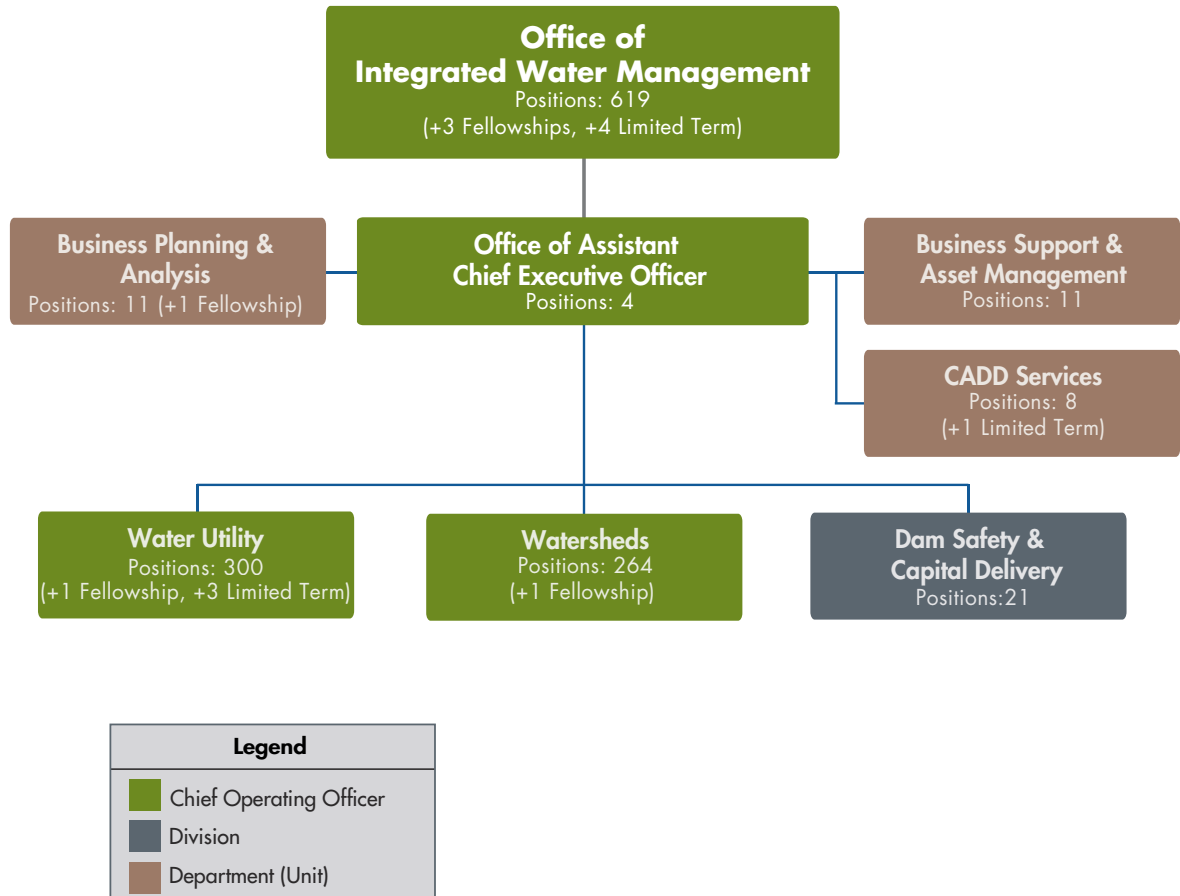 Office of
Integrated Water Management
Positions: 619
(+3 Fellowships, +4 Limited Term)
Business Planning &
Analysis
Positions: 11 (+1 Fellowship)
Office of Assistant
Chief Executive Officer
Positions: 4
Business Support &
Asset Management
Positions: 11
CADD Services
Positions: 8
(+1 Limited Term)
Water Utility
Positions: 300
(+1 Fellowship, +3 Limited Term)
Watersheds
Positions: 264
(+1 Fellowship)
Dam Safety &
Capital Delivery
Positions:21
Legend
Chief Operating Officer
Division
Department (Unit)